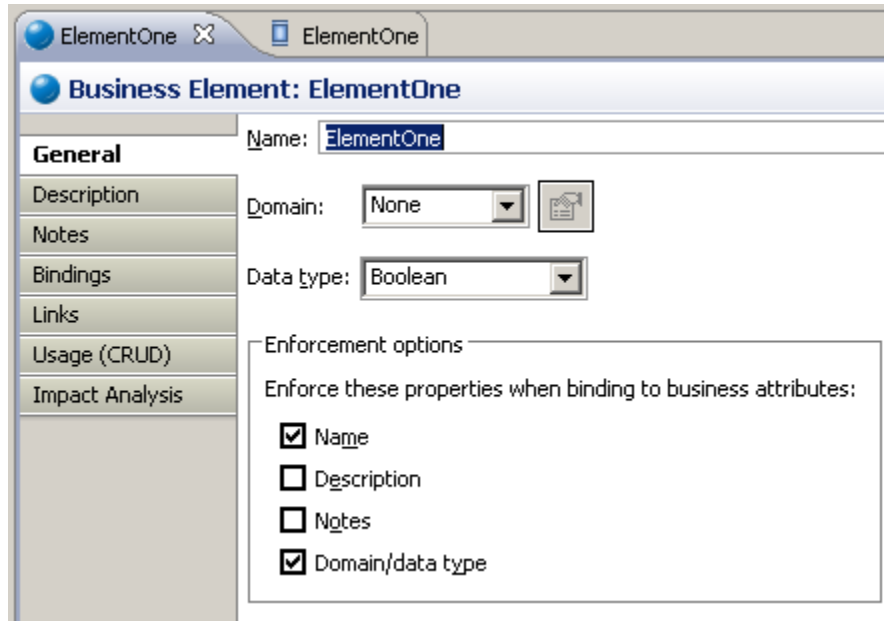 ElementOne ElementOne
Business Element: ElementOne
General
Description
Notes
Bindings
Links
Usage (CRUD)
Impact Analysis
Name: ElementOne
Domain: None
Data type: Boolean
Enforcement options
Enforce these properties when binding to business attributes:
Name
Description
Notes
Domain/data type